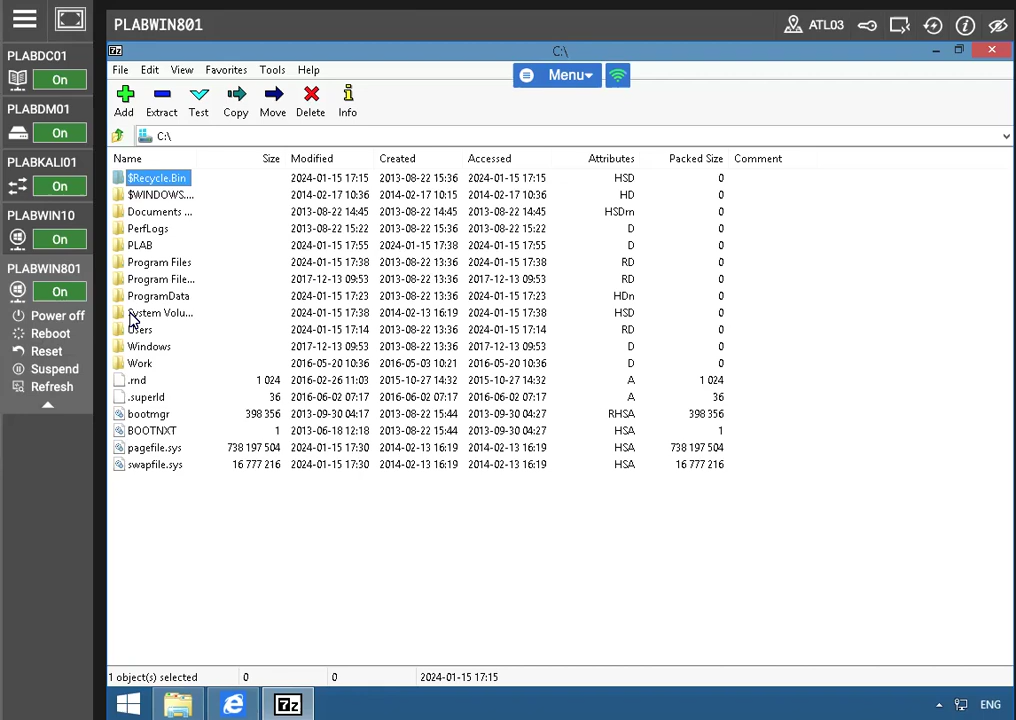 PLABWIN801
ATL03
PLABDC01
On
PLABDM01
On
PLABKALI01
On
PLABWIN10
On
PLABWIN801
On
Power off
Reboot
Reset
Suspend
Refresh
7z
C:\
File Edit View Favorites Tools Help
Menu
Add Extract Test Copy Move Delete Info
C:\
Name Size Modified Created Accessed Attributes Packed Size Comment
$Recycle.Bin 2024-01-15 17:15 2013-08-22 15:36 2024-01-15 17:15 HSD 0
$WINDOWS.... 2014-02-17 10:36 2014-02-17 10:15 2014-02-17 10:36 HD 0
Documents ... 2013-08-22 14:45 2013-08-22 14:45 2013-08-22 14:45 HSDn 0
PerfLogs 2013-08-22 15:22 2013-08-22 15:22 2013-08-22 15:22 D 0
PLAB 2024-01-15 17:55 2024-01-15 17:38 2024-01-15 17:55 D 0
Program Files 2024-01-15 17:38 2013-08-22 13:36 2024-01-15 17:38 RD 0
Program File... 2017-12-13 09:53 2013-08-22 13:36 2017-12-13 09:53 RD 0
ProgramData 2024-01-15 17:23 2013-08-22 13:36 2024-01-15 17:23 HDn 0
System Volu... 2024-01-15 17:38 2014-02-13 16:19 2024-01-15 17:38 HSD 0
Users 2024-01-15 17:14 2013-08-22 13:36 2024-01-15 17:14 RD 0
Windows 2017-12-13 09:53 2013-08-22 13:36 2017-12-13 09:53 D 0
Work 2016-05-20 10:36 2016-05-03 10:21 2016-05-20 10:36 D 0
.rnd 1 024 2016-02-26 11:03 2015-10-27 14:32 2015-10-27 14:32 A 1 024
.superId 36 2016-06-02 07:17 2016-06-02 07:17 2016-06-02 07:17 A 36
bootmgr 398 356 2013-09-30 04:17 2013-08-22 15:44 2013-09-30 04:27 RHSA 398 356
BOOTNXT 1 2013-06-18 12:18 2013-08-22 15:44 2013-09-30 04:27 HSA 1
pagefile.sys 738 197 504 2024-01-15 17:30 2014-02-13 16:19 2014-02-13 16:19 HSA 738 197 504
swapfile.sys 16 777 216 2024-01-15 17:30 2014-02-13 16:19 2014-02-13 16:19 HSA 16 777 216
1 object(s) selected 0 0 2024-01-15 17:15
7z
ENG